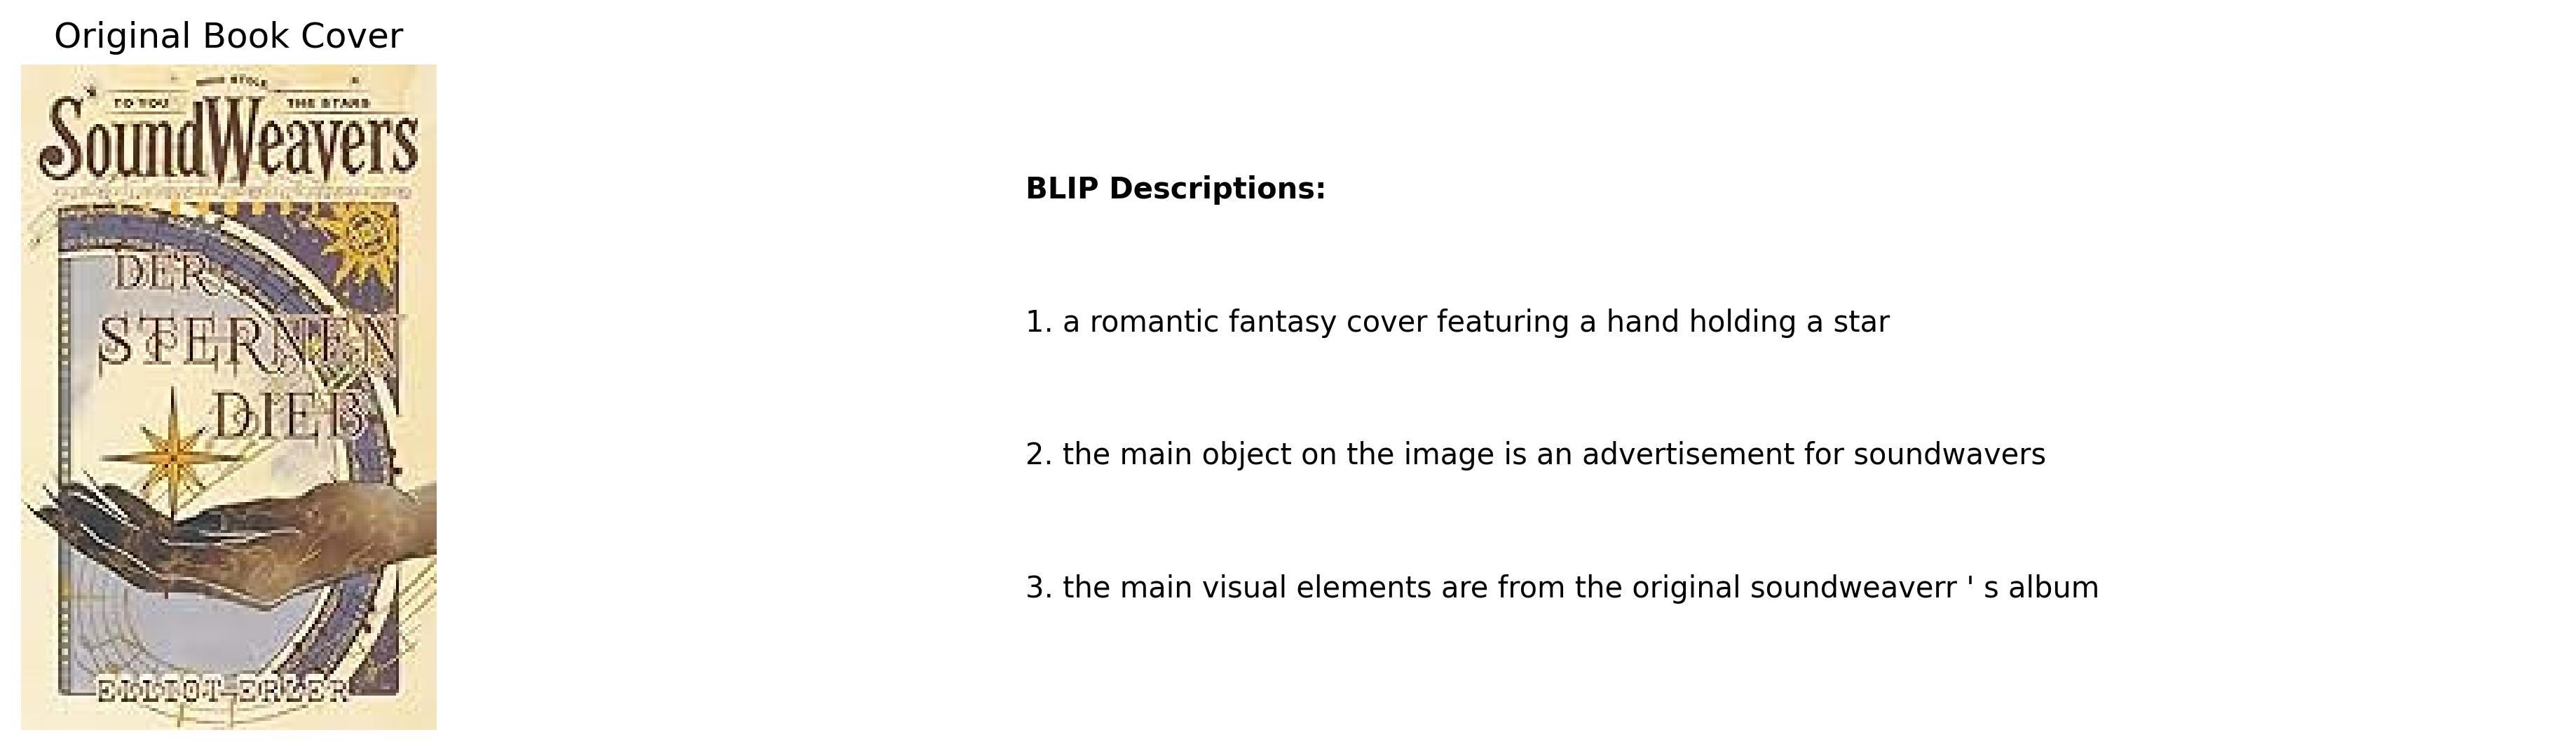 Original Book Cover
STOLE
TO YOU THE STARS
SoundWeavers
DER
STERNEN
DIEB
ELLIOT ERLER
BLIP Descriptions:
1. a romantic fantasy cover featuring a hand holding a star
2. the main object on the image is an advertisement for soundwavers
3. the main visual elements are from the original soundweaverr ' s album